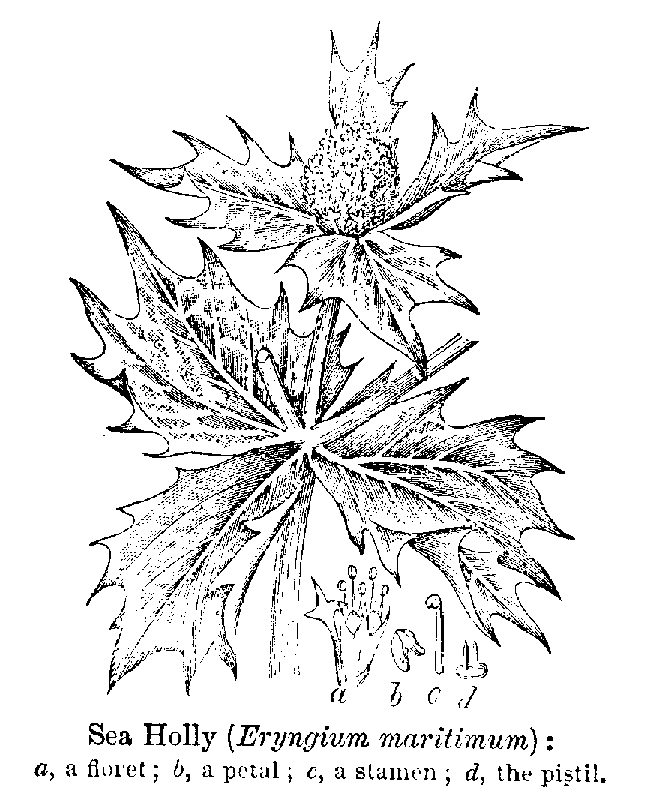 a b c d
Sea Holly (Eryngium maritimum) :
a, a floret ; b, a petal ; c, a stamen ; d, the pistil.